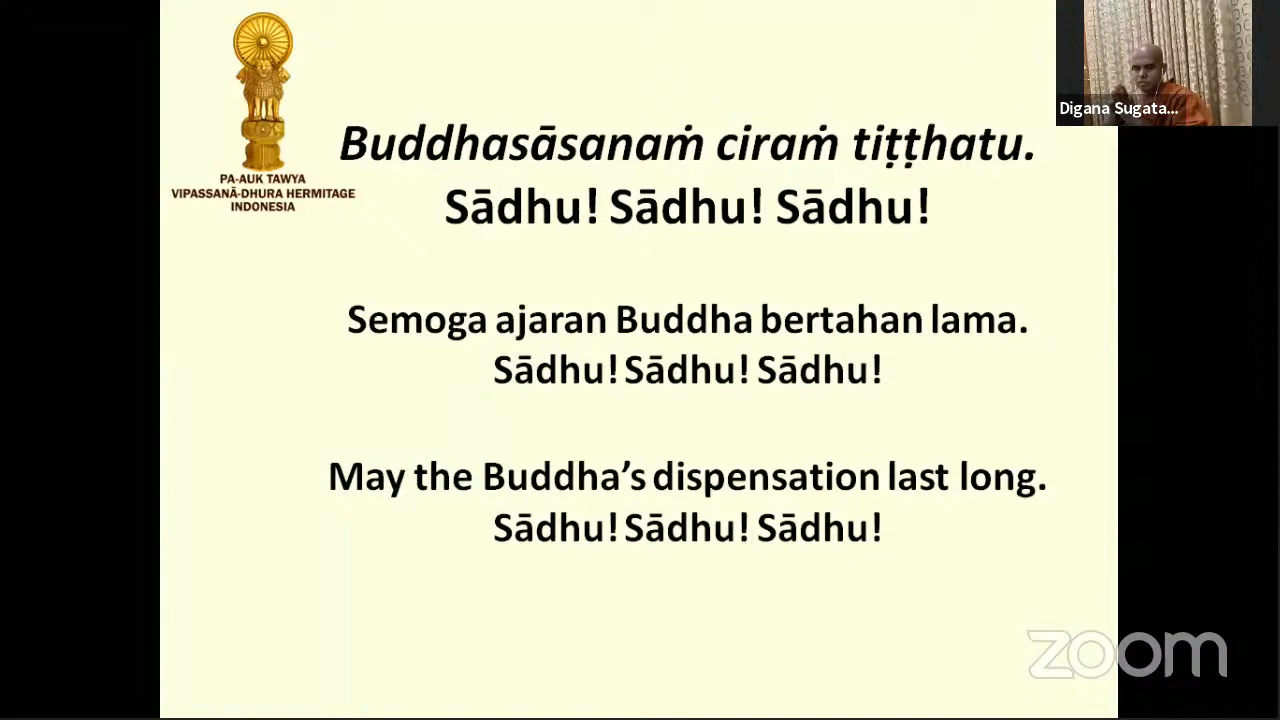 PA-AUK TAWYA
VIPASSANĀ-DHURA HERMITAGE
INDONESIA
Digana Sugata...
Buddhasāsanaṁ ciraṁ tiṭṭhatu.
Sādhu! Sādhu! Sādhu!
Semoga ajaran Buddha bertahan lama.
Sādhu! Sādhu! Sādhu!
May the Buddha’s dispensation last long.
Sādhu! Sādhu! Sādhu!
zoom